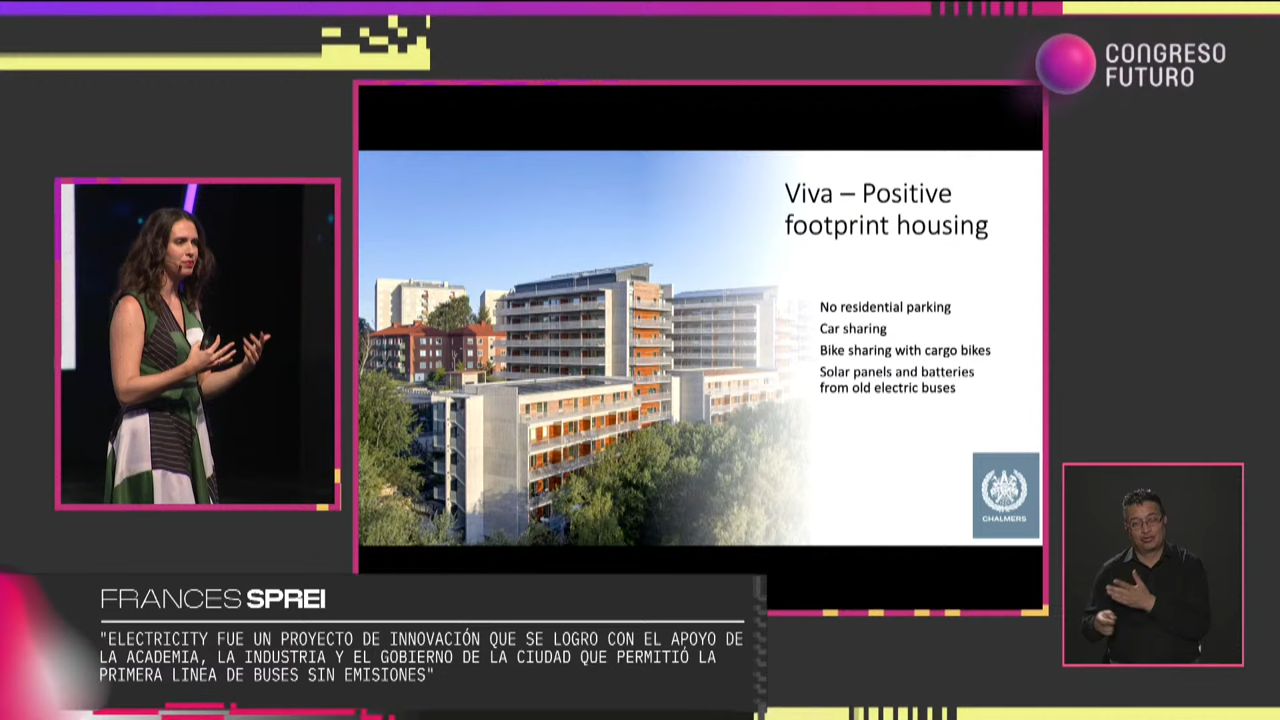 CONGRESO
FUTURO
Viva – Positive
footprint housing
No residential parking
Car sharing
Bike sharing with cargo bikes
Solar panels and batteries
from old electric buses
CHALMERS
FRANCES SPREI
"ELECTRICITY FUE UN PROYECTO DE INNOVACIÓN QUE SE LOGRO CON EL APOYO DE
LA ACADEMIA, LA INDUSTRIA Y EL GOBIERNO DE LA CIUDAD QUE PERMITIÓ LA
PRIMERA LINEA DE BUSES SIN EMISIONES"